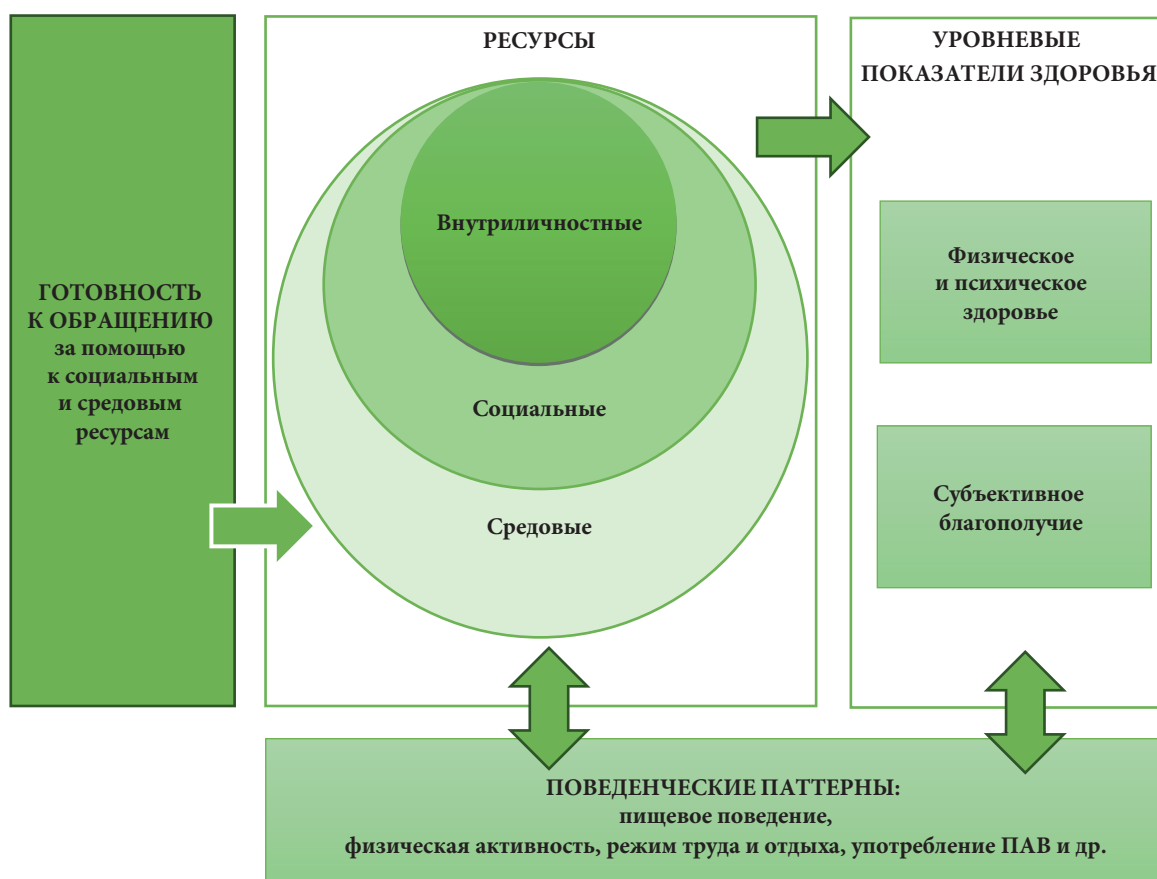 ГОТОВНОСТЬ
К ОБРАЩЕНИЮ
за помощью
к социальным
и средовым
ресурсам
РЕСУРСЫ
Внутриличностные
Социальные
Средовые
УРОВНЕВЫЕ
ПОКАЗАТЕЛИ ЗДОРОВЬЯ
Физическое
и психическое
здоровье
Субъективное
благополучие
ПОВЕДЕНЧЕСКИЕ ПАТТЕРНЫ:
пищевое поведение,
физическая активность, режим труда и отдыха, употребление ПАВ и др.